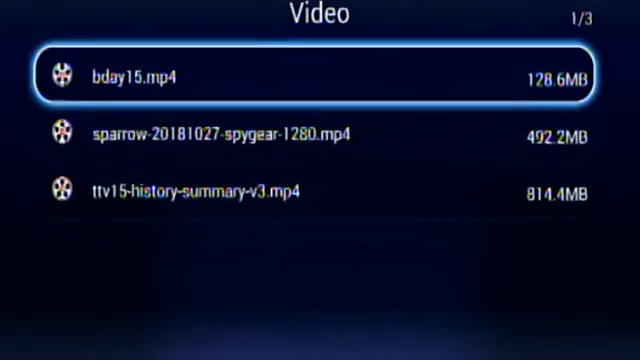 Video
1/3
bday15.mp4 128.6MB
sparrow-20181027-spygear-1280.mp4 492.2MB
ttv15-history-summary-v3.mp4 814.4MB